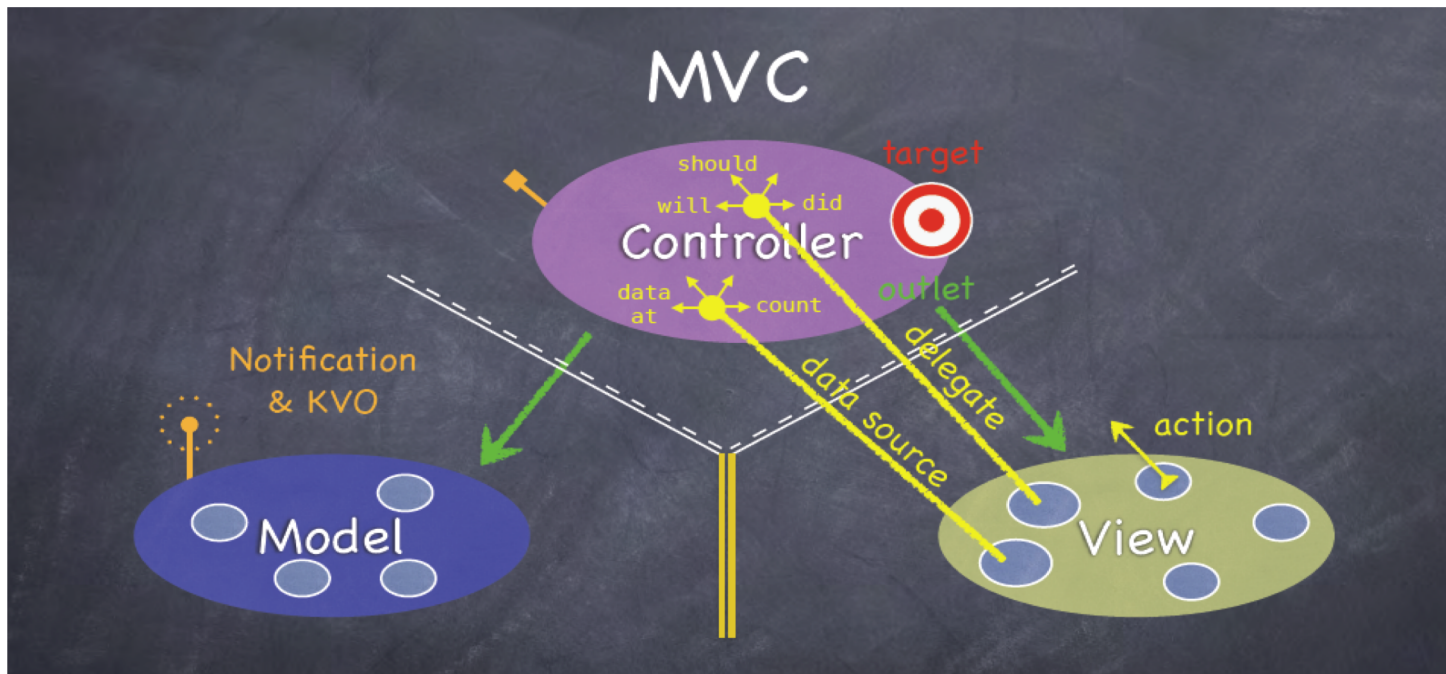 MVC
should
target
will
did
Controller
data
at
count
outlet
delegate
data source
Notification
& KVO
action
Model
View